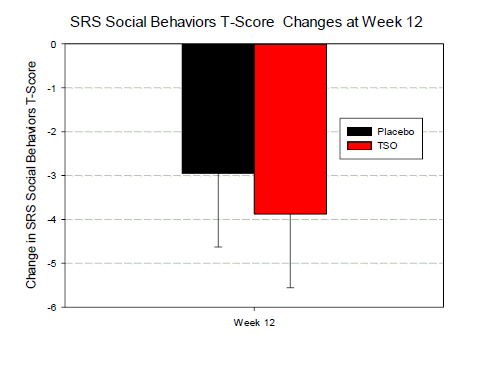 SRS Social Behaviors T-Score  Changes at Week 12
Change in SRS Social Behaviors T-Score
0
-1
-2
-3
-4
-5
-6
Placebo
TSO
Week 12